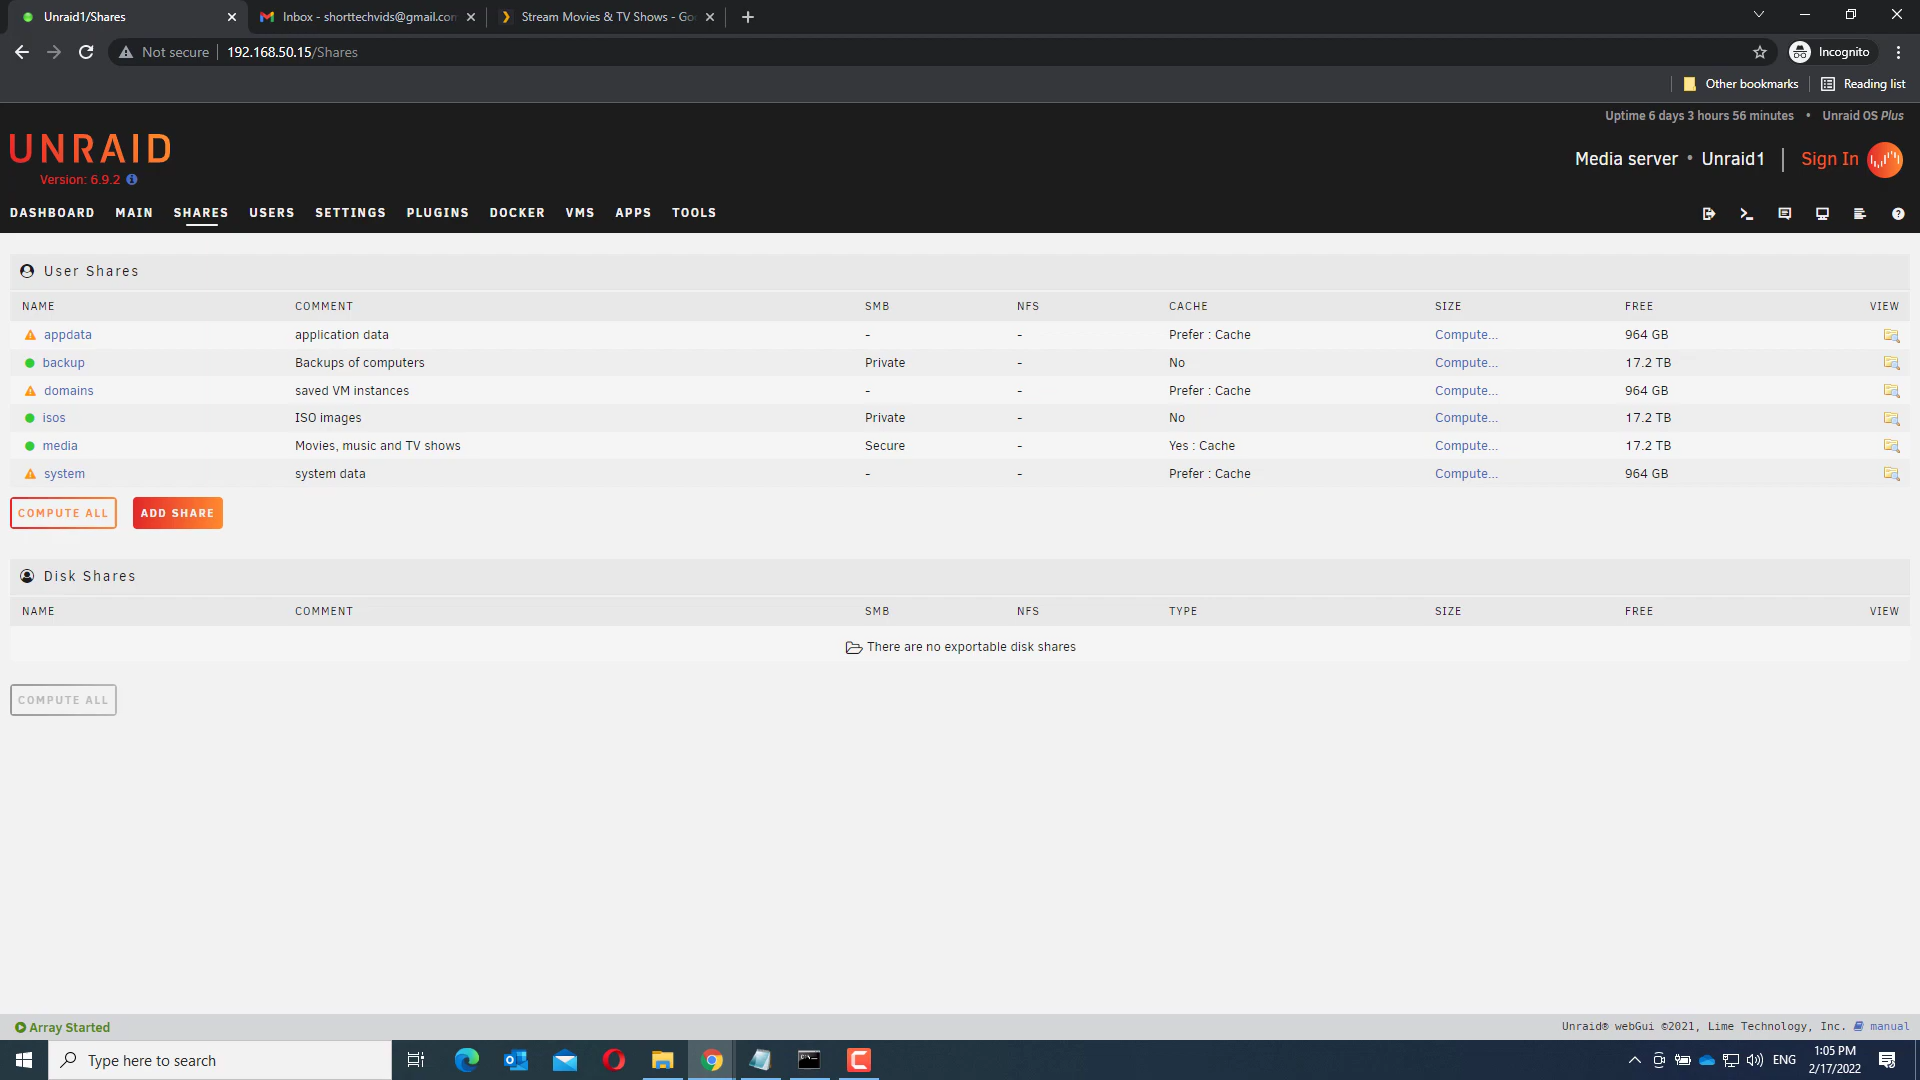 Unraid1/Shares
Inbox - shorttechvids@gmail.com
Stream Movies & TV Shows - Go
Not secure 192.168.50.15/Shares
Incognito
Other bookmarks
Reading list
Uptime 6 days 3 hours 56 minutes • Unraid OS Plus
UNRAID
Version: 6.9.2
Media server • Unraid1 | Sign In
DASHBOARD MAIN SHARES USERS SETTINGS PLUGINS DOCKER VMS APPS TOOLS
User Shares
NAME COMMENT SMB NFS CACHE SIZE FREE VIEW
appdata application data - - Prefer : Cache Compute... 964 GB
backup Backups of computers Private - No Compute... 17.2 TB
domains saved VM instances - - Prefer : Cache Compute... 964 GB
isos ISO images Private - No Compute... 17.2 TB
media Movies, music and TV shows Secure - Yes : Cache Compute... 17.2 TB
system system data - - Prefer : Cache Compute... 964 GB
COMPUTE ALL ADD SHARE
Disk Shares
NAME COMMENT SMB NFS TYPE SIZE FREE VIEW
There are no exportable disk shares
COMPUTE ALL
Array Started
Unraid® webGui ©2021, Lime Technology, Inc. manual
Type here to search
ENG
1:05 PM
2/17/2022